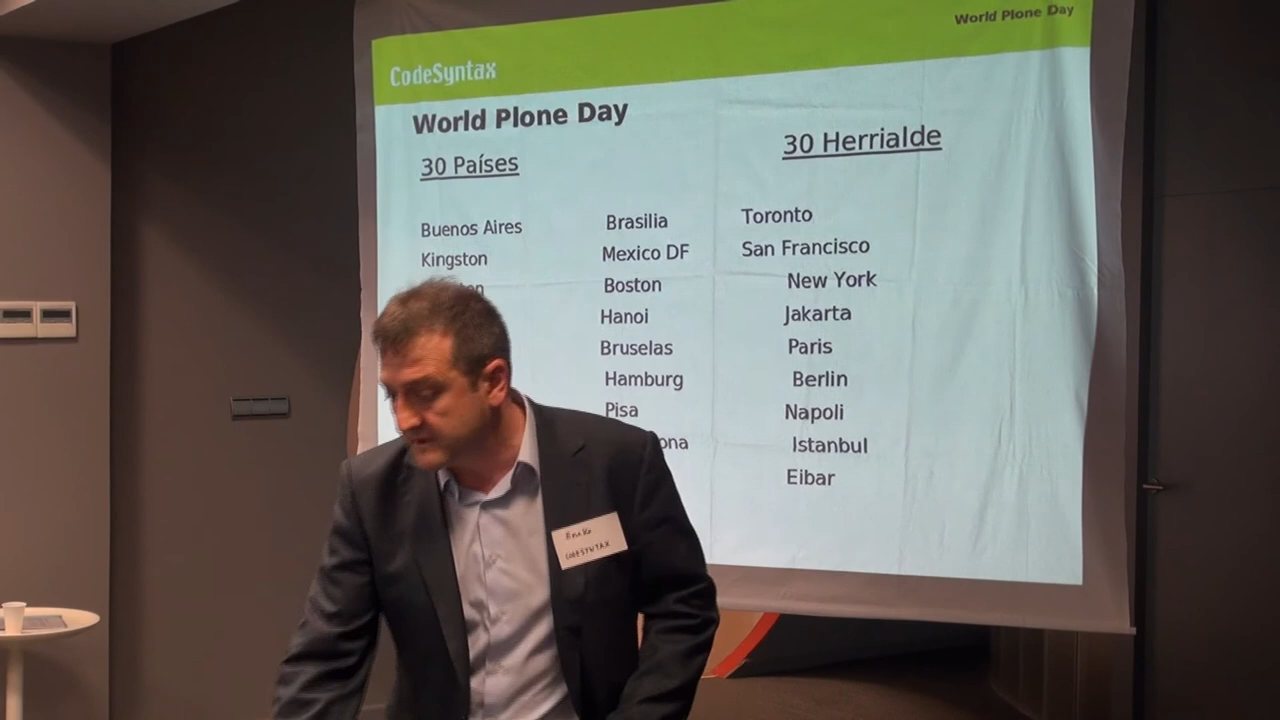 World Plone Day
CodeSyntax
World Plone Day
30 Países
30 Herrialde
Buenos Aires
Kingston
Brasilia
Mexico DF
Boston
Hanoi
Bruselas
Hamburg
Pisa
Toronto
San Francisco
New York
Jakarta
Paris
Berlin
Napoli
Istanbul
Eibar
CODESYNTAX